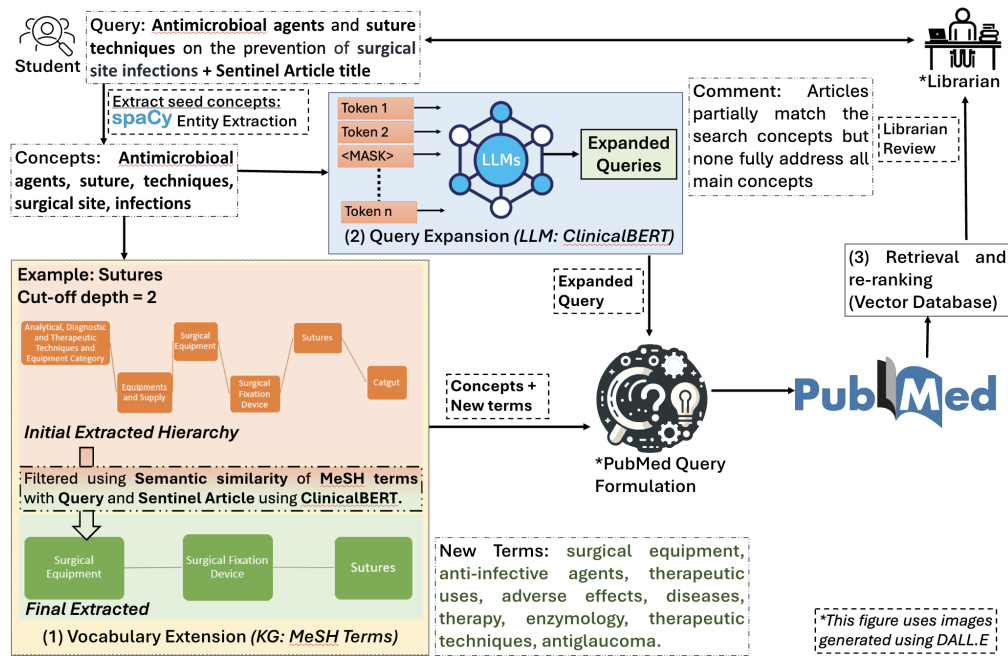 Query: Antimicrobioal agents and suture
techniques on the prevention of surgical
site infections + Sentinel Article title
Student
*Librarian
Extract seed concepts:
spaCy Entity Extraction
Concepts: Antimicrobioal
agents, suture, techniques,
surgical site, infections
Token 1
Token 2
<MASK>
Token n
LLMs
Expanded
Queries
(2) Query Expansion (LLM: ClinicalBERT)
Comment: Articles
partially match the
search concepts but
none fully address all
main concepts
Librarian
Review
Example: Sutures
Cut-off depth = 2
Analytical, Diagnostic
and Therapeutic
Techniques and
Equipment Category
Equipments
and Supply
Surgical
Equipment
Surgical
Fixation
Device
Sutures
Catgut
Initial Extracted Hierarchy
Filtered using Semantic similarity of MeSH terms
with Query and Sentinel Article using ClinicalBERT.
Surgical
Equipment
Surgical Fixation
Device
Sutures
Final Extracted
(1) Vocabulary Extension (KG: MeSH Terms)
Expanded
Query
Concepts +
New terms
*PubMed Query
Formulation
PubMed
(3) Retrieval and
re-ranking
(Vector Database)
New Terms: surgical equipment,
anti-infective agents, therapeutic
uses, adverse effects, diseases,
therapy, enzymology, therapeutic
techniques, antiglaucoma.
*This figure uses images
generated using DALL.E